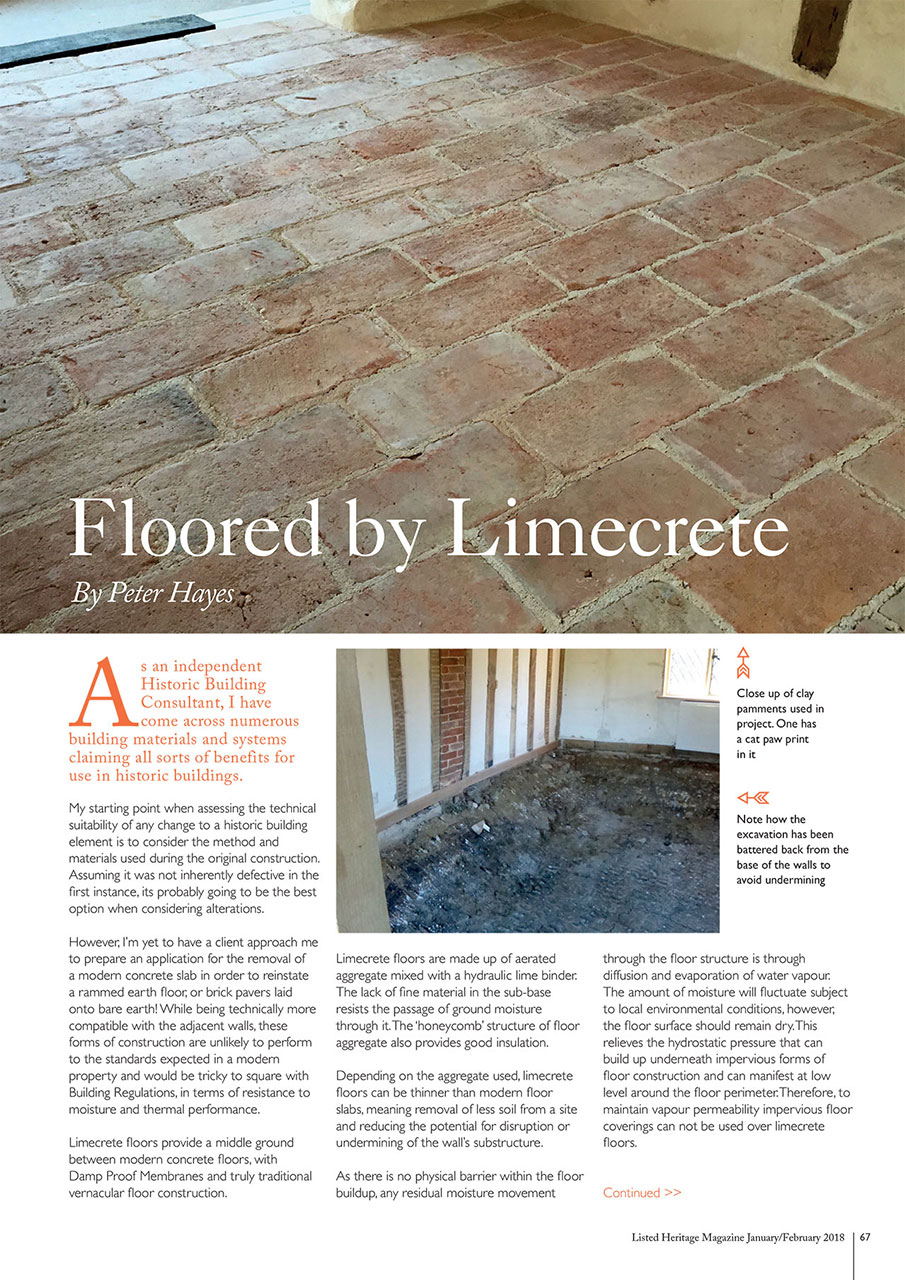 Floored by Limecrete
By Peter Hayes
As an independent
Historic Building
Consultant, I have
come across numerous
building materials and systems
claiming all sorts of benefits for
use in historic buildings.
My starting point when assessing the technical
suitability of any change to a historic building
element is to consider the method and
materials used during the original construction.
Assuming it was not inherently defective in the
first instance, its probably going to be the best
option when considering alterations.
However, I'm yet to have a client approach me
to prepare an application for the removal of
a modern concrete slab in order to reinstate
a rammed earth floor, or brick pavers laid
onto bare earth! While being technically more
compatible with the adjacent walls, these
forms of construction are unlikely to perform
to the standards expected in a modern
property and would be tricky to square with
Building Regulations, in terms of resistance to
moisture and thermal performance.
Limecrete floors provide a middle ground
between modern concrete floors, with
Damp Proof Membranes and truly traditional
vernacular floor construction.
Close up of clay
pamments used in
project. One has
a cat paw print
in it
Note how the
excavation has been
battered back from the
base of the walls to
avoid undermining
Limecrete floors are made up of aerated
aggregate mixed with a hydraulic lime binder.
The lack of fine material in the sub-base
resists the passage of ground moisture
through it. The 'honeycomb' structure of floor
aggregate also provides good insulation.
Depending on the aggregate used, limecrete
floors can be thinner than modern floor
slabs, meaning removal of less soil from a site
and reducing the potential for disruption or
undermining of the wall's substructure.
As there is no physical barrier within the floor
buildup, any residual moisture movement
through the floor structure is through
diffusion and evaporation of water vapour.
The amount of moisture will fluctuate subject
to local environmental conditions, however,
the floor surface should remain dry. This
relieves the hydrostatic pressure that can
build up underneath impervious forms of
floor construction and can manifest at low
level around the floor perimeter. Therefore, to
maintain vapour permeability impervious floor
coverings can not be used over limecrete
floors.
Continued >>
Listed Heritage Magazine January/February 2018 67